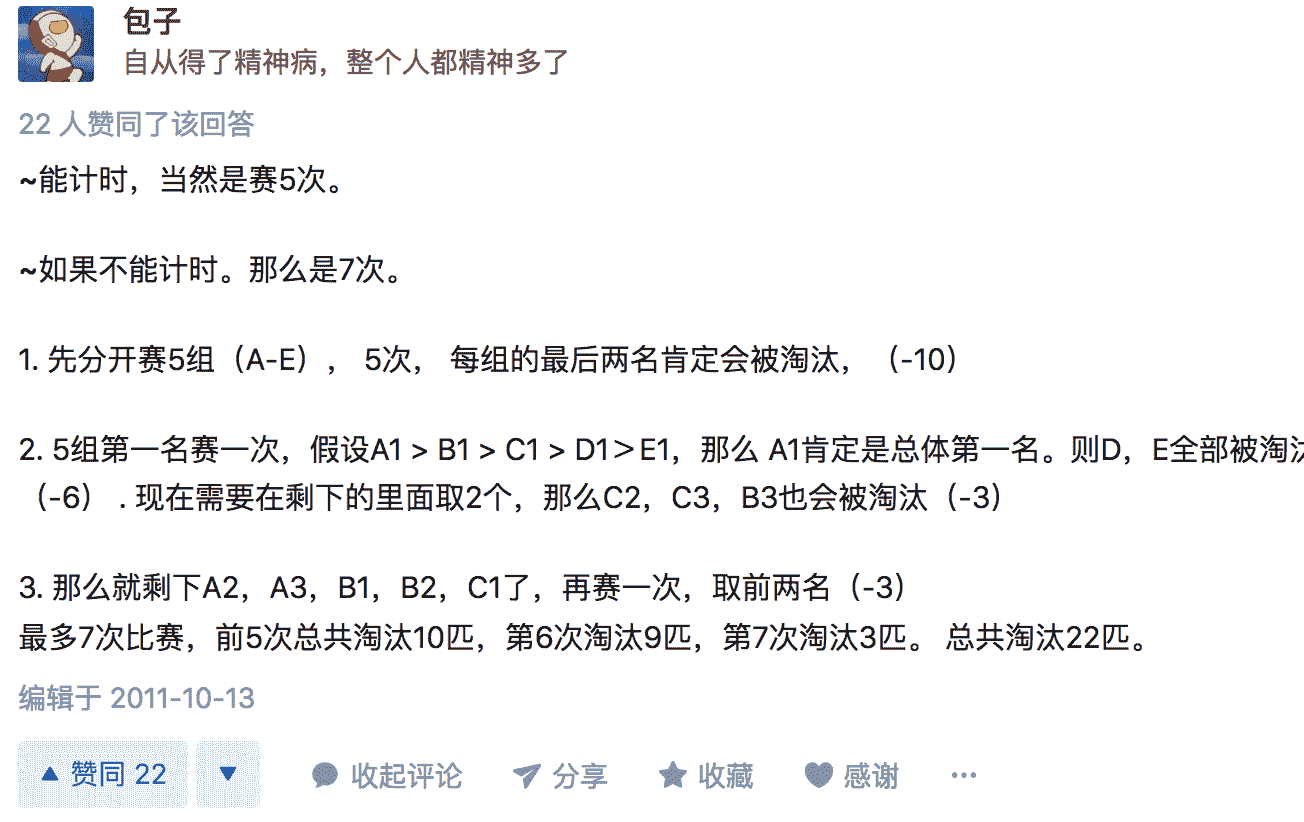 包子
自从得了精神病，整个人都精神多了
22 人赞同了该回答
~能计时，当然是赛5次。
~如果不能计时。那么是7次。
1. 先分开赛5组（A-E）， 5次， 每组的最后两名肯定会被淘汰，（-10）
2. 5组第一名赛一次，假设A1 > B1 > C1 > D1＞E1，那么 A1肯定是总体第一名。则D，E全部被淘汰
（-6） . 现在需要在剩下的里面取2个，那么C2，C3，B3也会被淘汰（-3）
3. 那么就剩下A2，A3，B1，B2，C1了，再赛一次，取前两名（-3）
最多7次比赛，前5次总共淘汰10匹，第6次淘汰9匹，第7次淘汰3匹。 总共淘汰22匹。
编辑于 2011-10-13
▲ 赞同 22 ▼ 收起评论 分享 收藏 感谢 ···